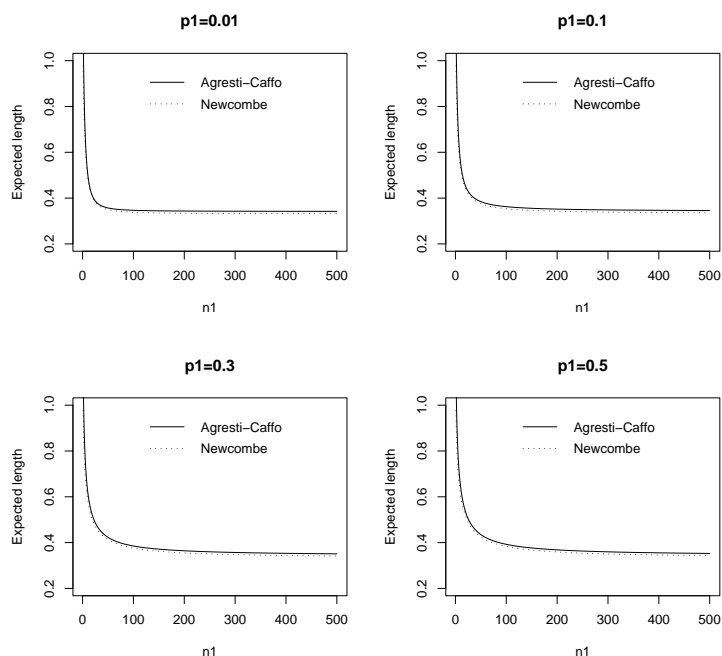 p1=0.01
Expected length
1.0
0.8
0.6
0.4
0.2
Agresti−Caffo
Newcombe
0 100 200 300 400 500
n1
p1=0.1
Expected length
1.0
0.8
0.6
0.4
0.2
Agresti−Caffo
Newcombe
0 100 200 300 400 500
n1
p1=0.3
Expected length
1.0
0.8
0.6
0.4
0.2
Agresti−Caffo
Newcombe
0 100 200 300 400 500
n1
p1=0.5
Expected length
1.0
0.8
0.6
0.4
0.2
Agresti−Caffo
Newcombe
0 100 200 300 400 500
n1